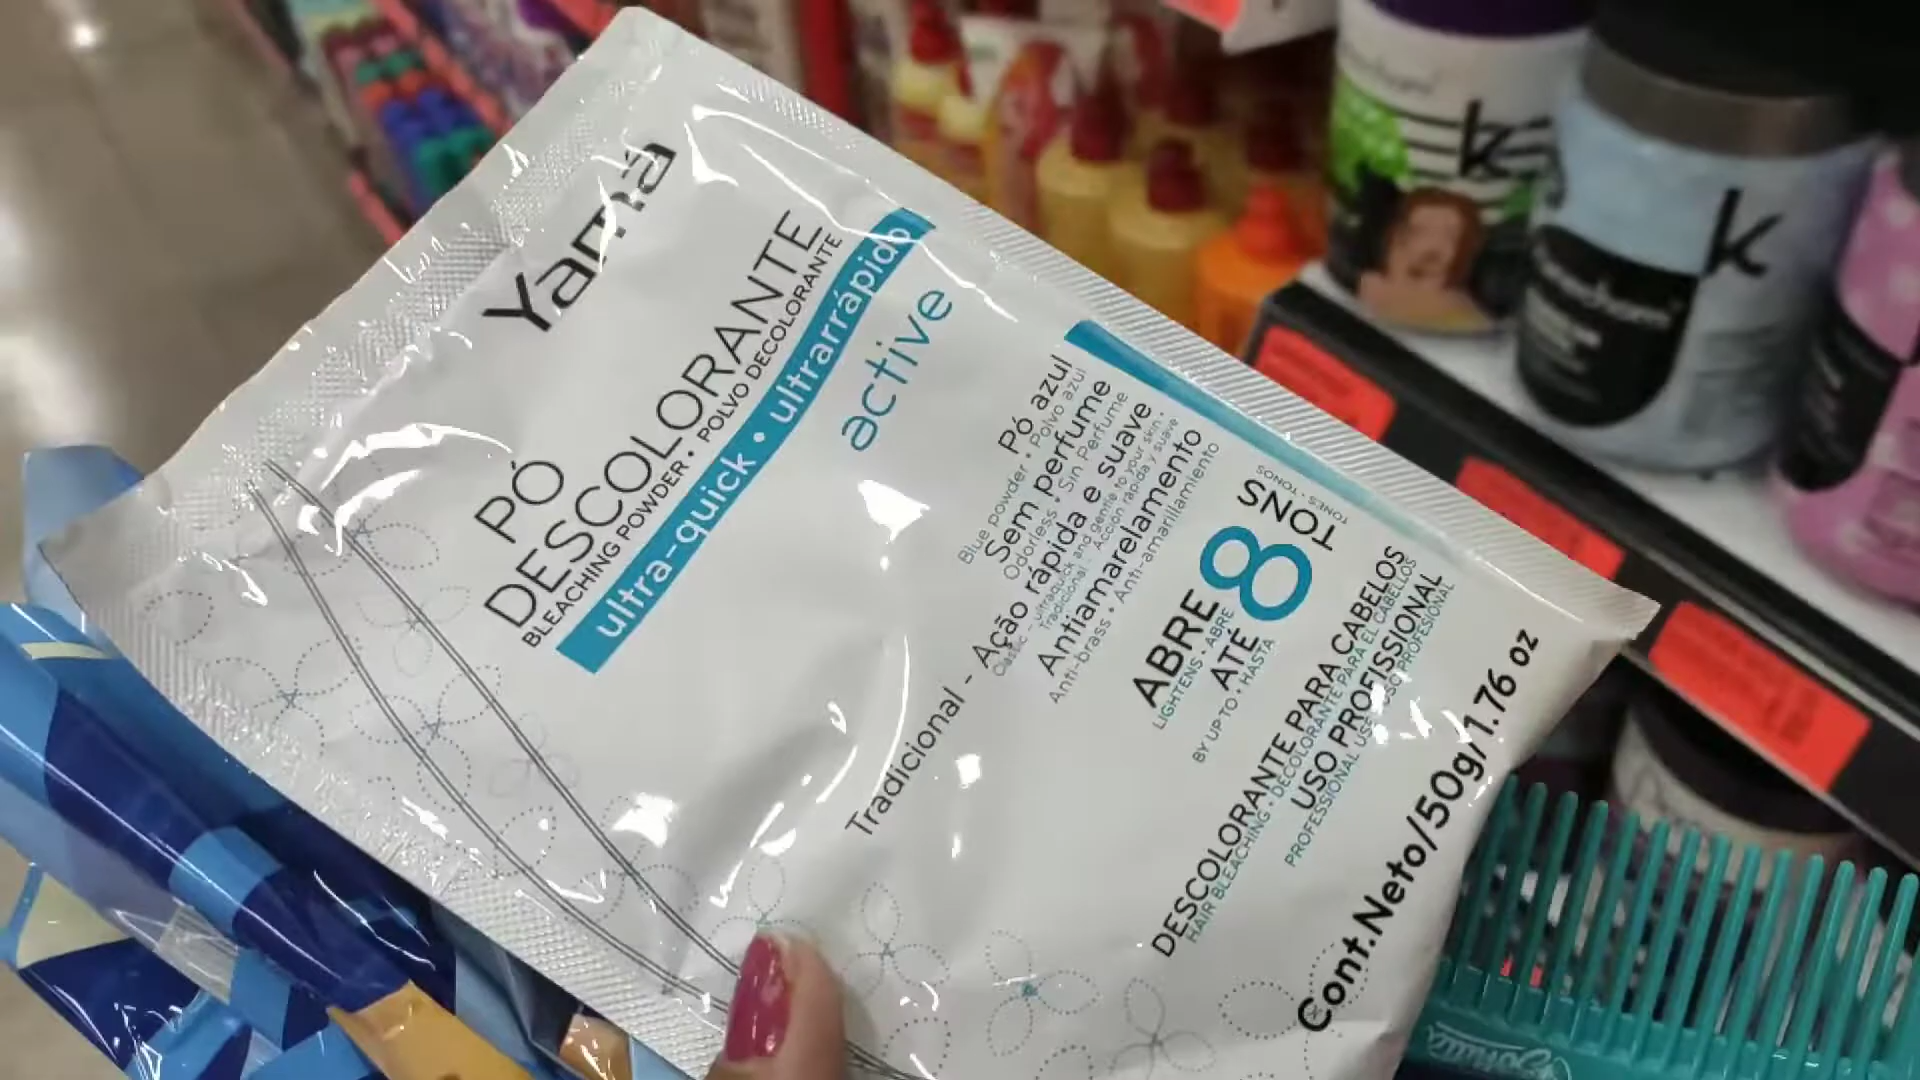 Yamá
PÓ
DESCOLORANTE
BLEACHING POWDER • POLVO DECOLORANTE
ultra-quick • ultrarrápido
active
Pó azul
Blue powder • Polvo azul
Sem perfume
Odorless • Sin Perfume
Tradicional - Ação rápida e suave
Classic - ultraquick and gentle to your skin •
Tradicional - Acción rápida y suave
Antiamarelamento
Anti-brass • Anti-amarillamiento
ABRE
LIGHTENS • ABRE
ATÉ
BY UP TO • HASTA
8
TONS
TONES • TONOS
DESCOLORANTE PARA CABELOS
HAIR BLEACHING • DECOLORANTE PARA EL CABELLOS
USO PROFISSIONAL
PROFESSIONAL USE • USO PROFESIONAL
Cont.Neto/50g/1.76 oz
k
k